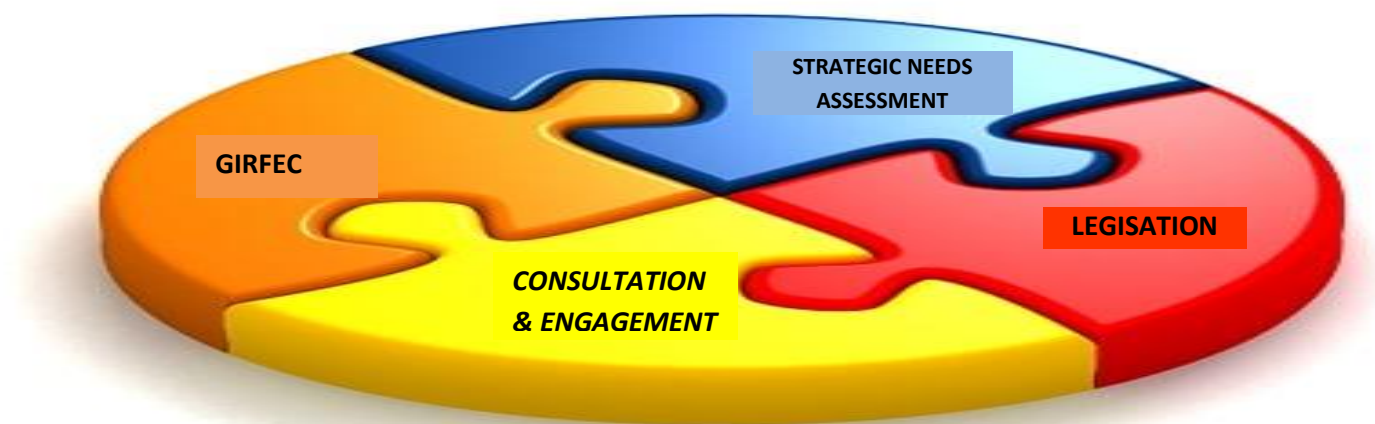 STRATEGIC NEEDS
ASSESSMENT
GIRFEC
LEGISATION
CONSULTATION
& ENGAGEMENT